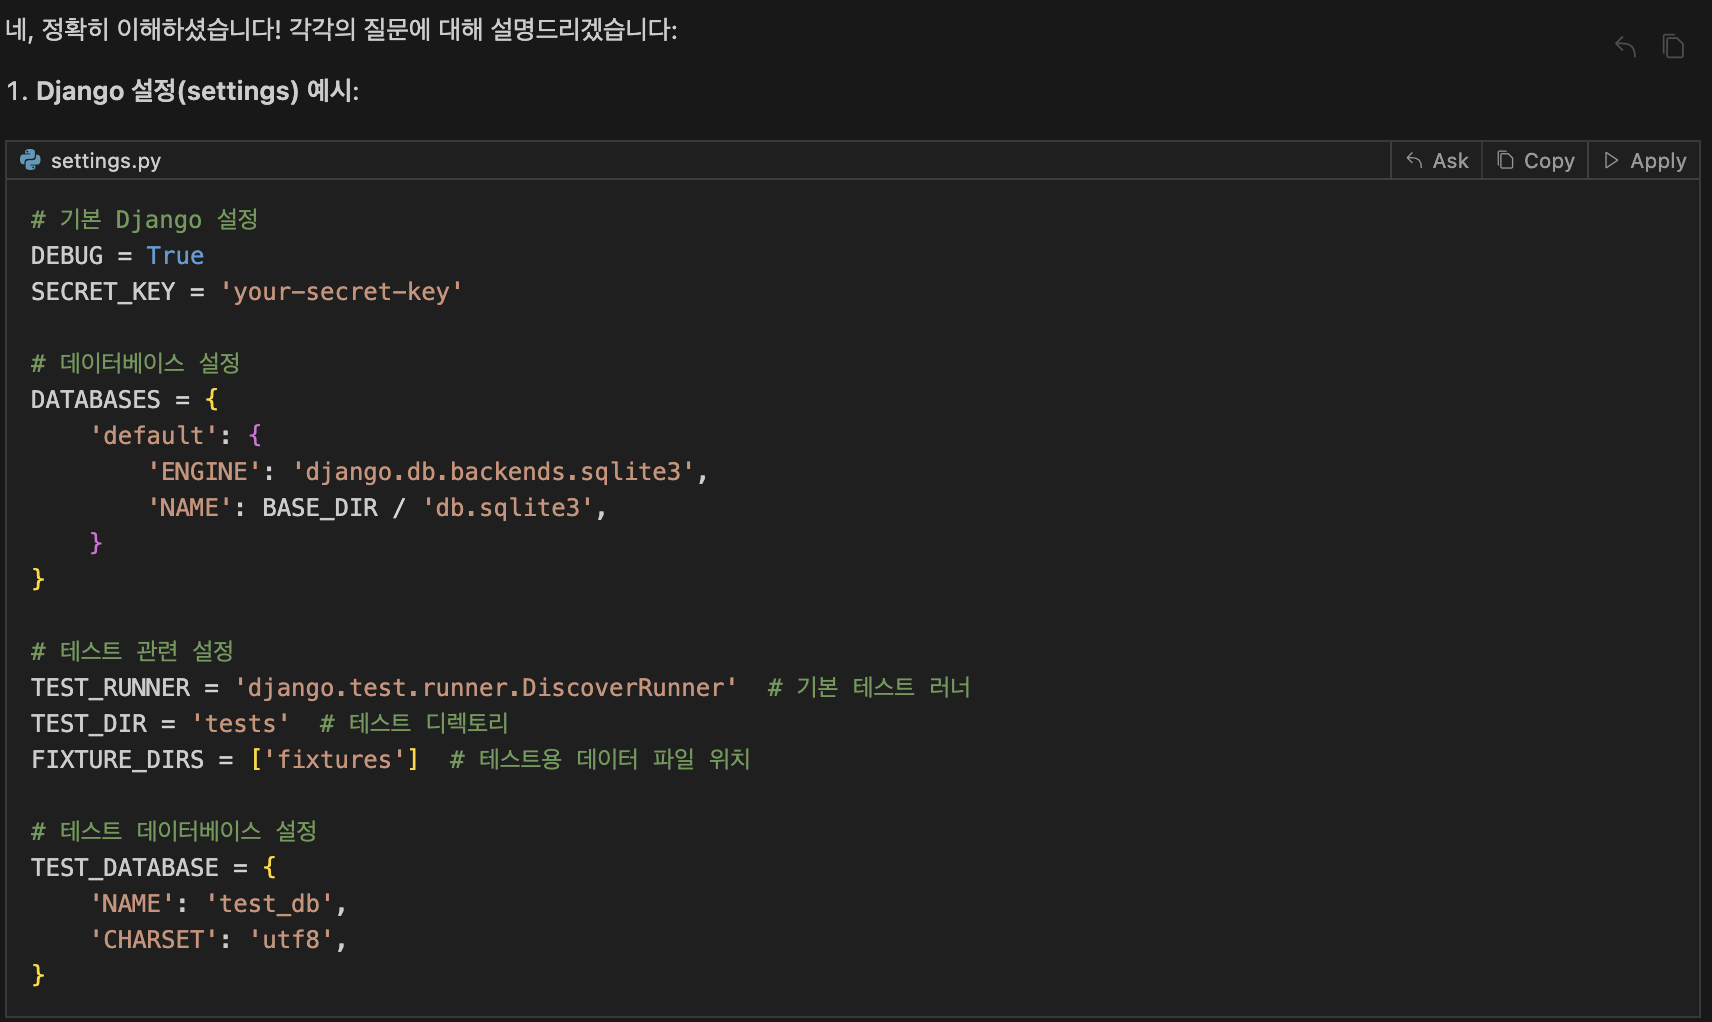 네, 정확히 이해하셨습니다! 각각의 질문에 대해 설명드리겠습니다:
1. Django 설정(settings) 예시:
settings.py
Ask
Copy
Apply
# 기본 Django 설정
DEBUG = True
SECRET_KEY = 'your-secret-key'
# 데이터베이스 설정
DATABASES = {
    'default': {
        'ENGINE': 'django.db.backends.sqlite3',
        'NAME': BASE_DIR / 'db.sqlite3',
    }
}
# 테스트 관련 설정
TEST_RUNNER = 'django.test.runner.DiscoverRunner'  # 기본 테스트 러너
TEST_DIR = 'tests'  # 테스트 디렉토리
FIXTURE_DIRS = ['fixtures']  # 테스트용 데이터 파일 위치
# 테스트 데이터베이스 설정
TEST_DATABASE = {
    'NAME': 'test_db',
    'CHARSET': 'utf8',
}